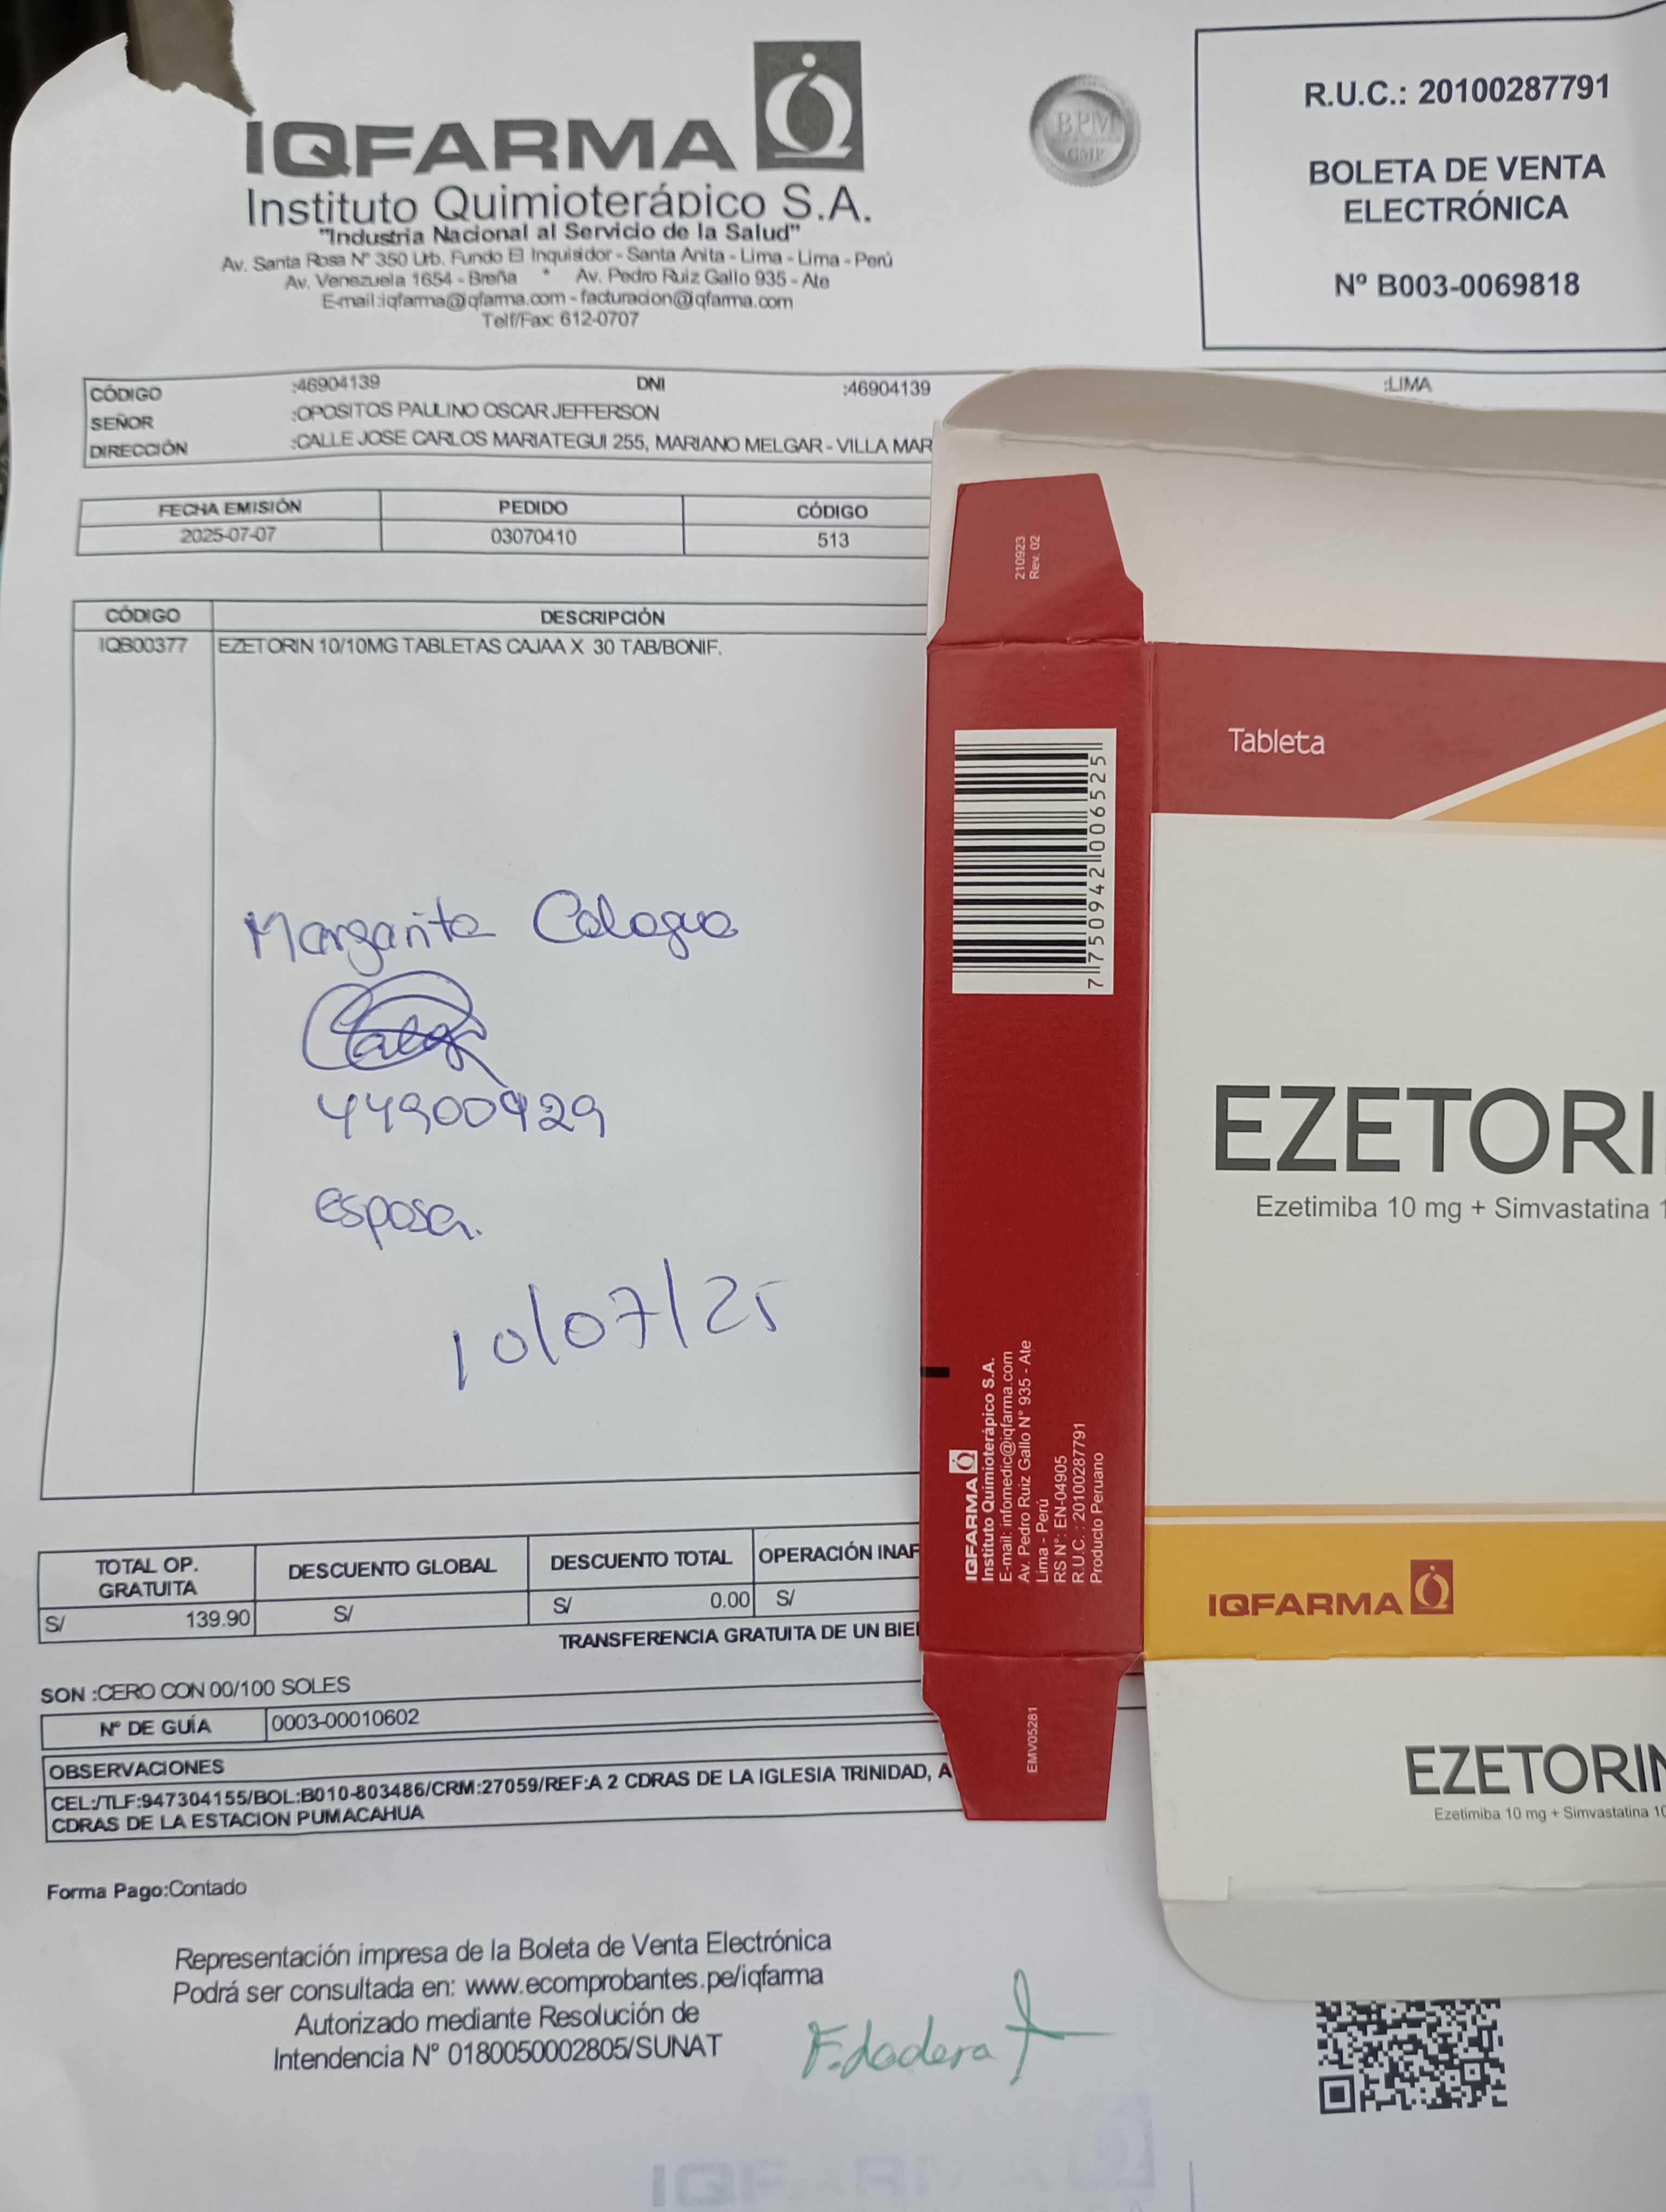 IQFARMA
Instituto Quimioterápico S.A.
"Industria Nacional al Servicio de la Salud"
Av. Santa Rosa N° 350 Urb. Fundo El Inquisidor - Santa Anita - Lima - Lima - Perú
Av. Venezuela 1654 - Breña * Av. Pedro Ruiz Gallo 935 - Ate
E-mail:iqfarma@iqfarma.com - facturacion@iqfarma.com
Telf/Fax: 612-0707
BPM
GMP
R.U.C.: 20100287791
BOLETA DE VENTA
ELECTRÓNICA
Nº B003-0069818
CÓDIGO :46904139 DNI :46904139 :LIMA
SEÑOR :OPOSITOS PAULINO OSCAR JEFFERSON
DIRECCIÓN :CALLE JOSE CARLOS MARIATEGUI 255, MARIANO MELGAR - VILLA MAR
FECHA EMISIÓN PEDIDO CÓDIGO
2025-07-07 03070410 513
CÓDIGO DESCRIPCIÓN
IQB00377 EZETORIN 10/10MG TABLETAS CAJAA X 30 TAB/BONIF.
Margarita
44900929
esposa.
10/07/25
TOTAL OP. GRATUITA DESCUENTO GLOBAL DESCUENTO TOTAL OPERACIÓN INAF
S/ 139.90 S/ S/ 0.00 S/
TRANSFERENCIA GRATUITA DE UN BIE
SON :CERO CON 00/100 SOLES
Nº DE GUÍA 0003-00010602
OBSERVACIONES
CEL:/TLF:947304155/BOL:B010-803486/CRM:27059/REF:A 2 CDRAS DE LA IGLESIA TRINIDAD, A
CDRAS DE LA ESTACION PUMACAHUA
Forma Pago:Contado
Representación impresa de la Boleta de Venta Electrónica
Podrá ser consultada en: www.ecomprobantes.pe/iqfarma
Autorizado mediante Resolución de
Intendencia N° 0180050002805/SUNAT
210923
Rev. 02
7750942006525
IQFARMA
Instituto Quimioterápico S.A.
E-mail: infomedic@iqfarma.com
Av. Pedro Ruiz Gallo N° 935 - Ate
Lima - Perú
RS N°: EN-04905
R.U.C. : 20100287791
Producto Peruano
EMV05281
Tableta
EZETORI
Ezetimiba 10 mg + Simvastatina 1
IQFARMA
EZETORIN
Ezetimiba 10 mg + Simvastatina 10